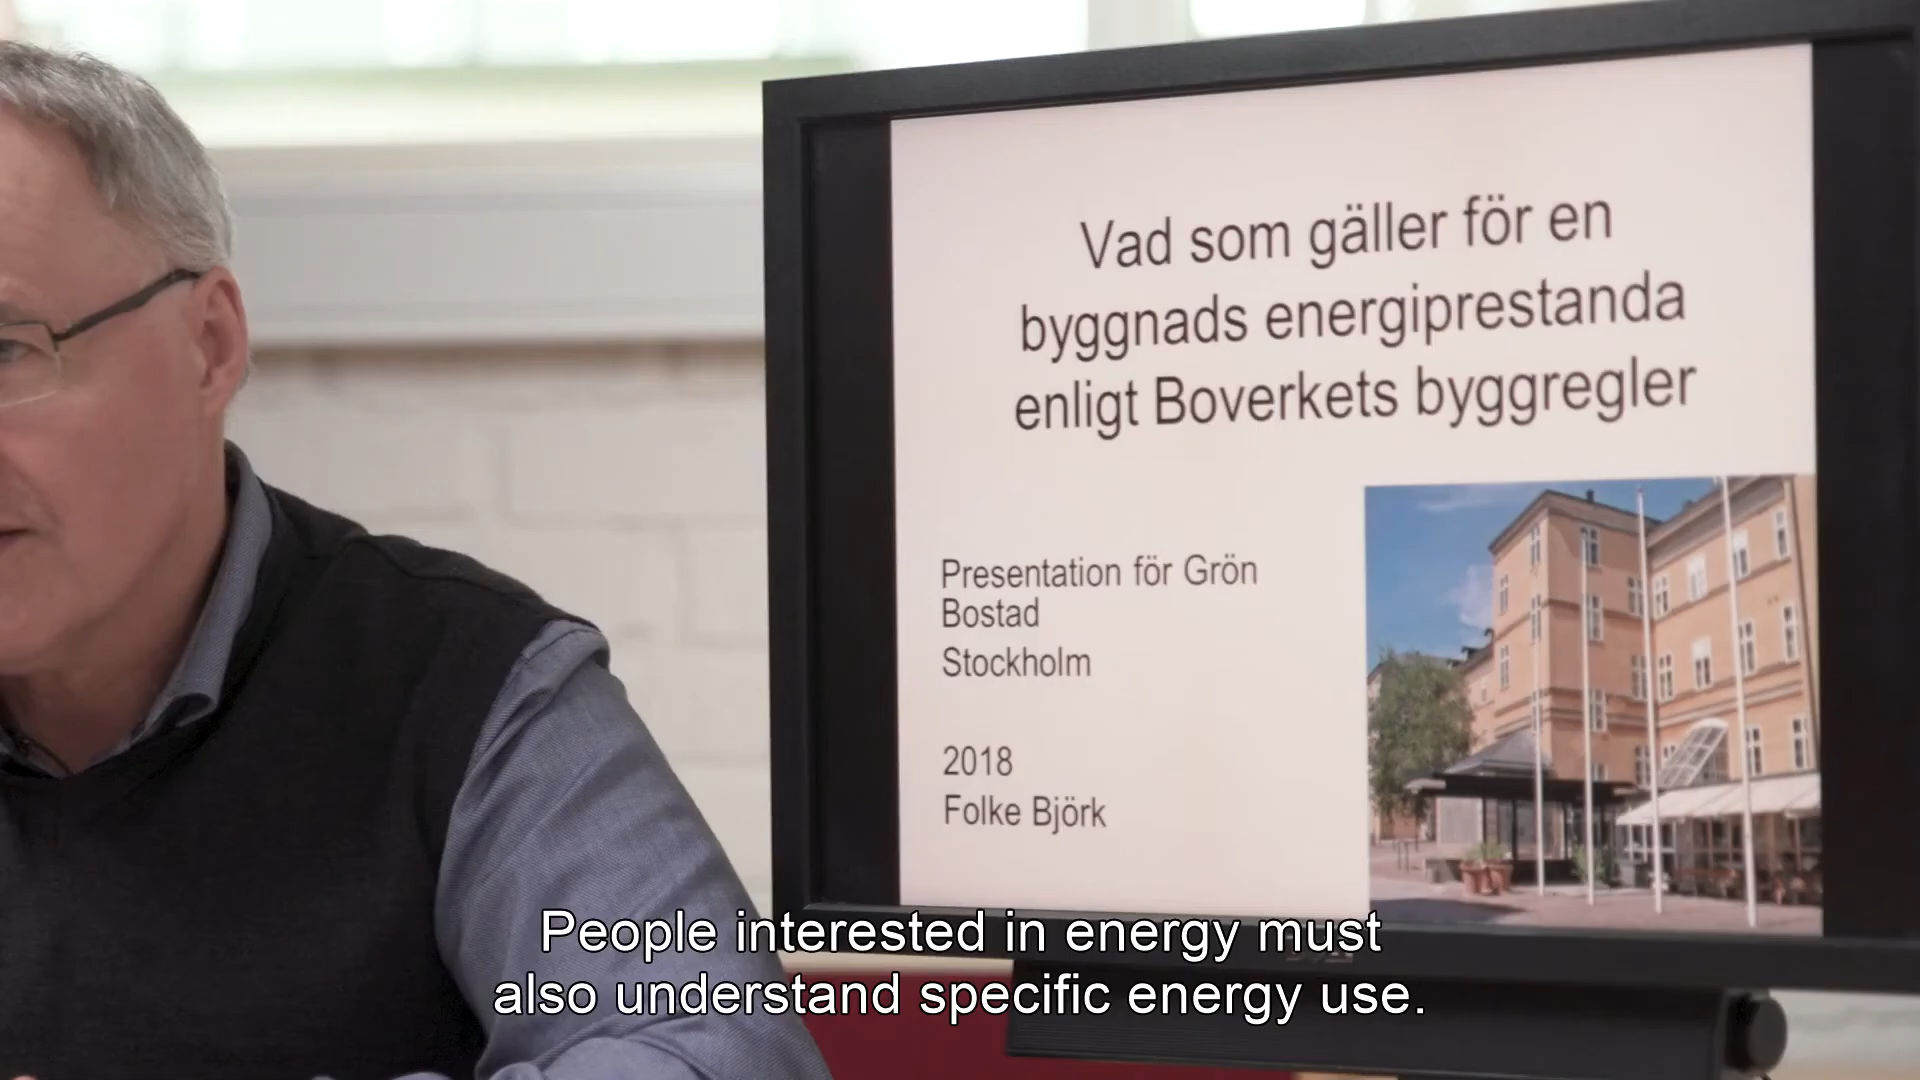 Vad som gäller för en
byggnads energiprestanda
enligt Boverkets byggregler
Presentation för Grön
Bostad
Stockholm
2018
Folke Björk
People interested in energy must
also understand specific energy use.